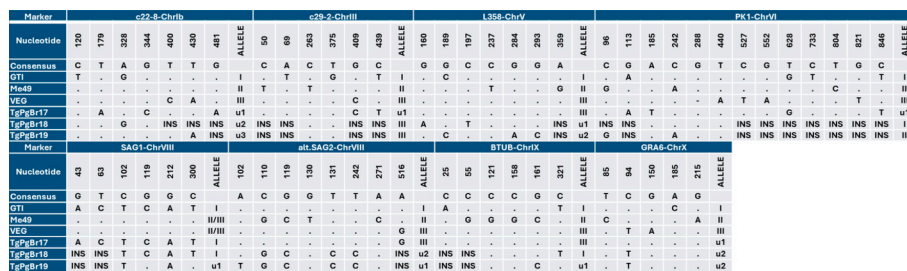 Marker c22-8-ChrIb c29-2-ChrIII L358-ChrV PK1-ChrVI
Nucleotide 120 179 328 344 400 430 481 ALLELE 50 69 263 375 409 439 ALLELE 160 189 197 237 284 293 359 ALLELE 96 113 185 242 288 440 527 552 628 733 804 821 846
Consensus C T A G T T G C A C T G C G G C C G G A C G A C G T C G T C T G C
GTI T . G . . . . I . T . G . T I . C . . . . . I . A . . . . . . G T . . T I
Me49 . . . . . . . II T . T . . . II . . . T . . G II G . . A . . . . . . C . . II
VEG . . . . C A . III . . . . C . III . . . . . . . III . . . . - A T A . . . T . II
TgPgBr17 . A . C . . A u1 . . . . C T u1 . . . . . . . III . A T . . . . . G . . . T u1
TgPgBr18 . . G . INS INS INS u2 INS INS . . INS INS III A . T . . . INS u1 INS INS . . . . INS INS INS INS INS INS INS I
TgPgBr19 . . . . . A INS u3 INS INS . . INS INS III . C . . A C INS u2 G INS . A . . INS INS INS INS INS INS INS II
Marker SAG1-ChrVIII alt.SAG2-ChrVIII BTUB-ChrIX GRA6-ChrX
Nucleotide 43 63 102 119 212 300 ALLELE 102 110 119 130 131 242 271 516 ALLELE 25 55 121 158 161 321 ALLELE 85 94 150 185 215 ALLELE
Consensus G T C G G C A C G G T T A A C C C C G T T C G A G
GTI A C T C A T I . . . . . . . . I A . . . . T I . . . C . I
Me49 . . . . . . II/III . G C T . . C . II . G G G C . II C . . . A II
VEG . . . . . . II/III . . . . . . . G III . . . . . . III . T A . . III
TgPgBr17 A C T C A T I . . . . . . . G III . . . . . . III . . . . . u1
TgPgBr18 INS INS T C A T I . G C . C C . INS u2 INS INS . . . T I . T . . . u2
TgPgBr19 INS INS T . A . u1 T G C . C C . INS u1 INS INS . . C . u1 . T . . . u2